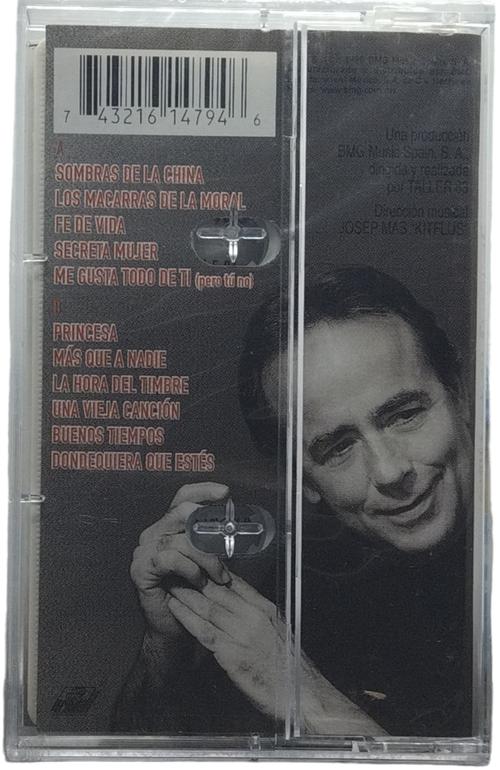 7 43216 14794 6
A
SOMBRAS DE LA CHINA
LOS MACARRAS DE LA MORAL
FE DE VIDA
SECRETA MUJER
ME GUSTA TODO DE TI (pero tú no)
B
PRINCESA
MÁS QUE A NADIE
LA HORA DEL TIMBRE
UNA VIEJA CANCIÓN
BUENOS TIEMPOS
DONDEQUIERA QUE ESTÉS
BMG Music Spain, S. A.
Una producción
BMG Music Spain, S. A.,
dirigida y realizada
por TALLER 83
Dirección musical
JOSEP MAS "KITFLUS"